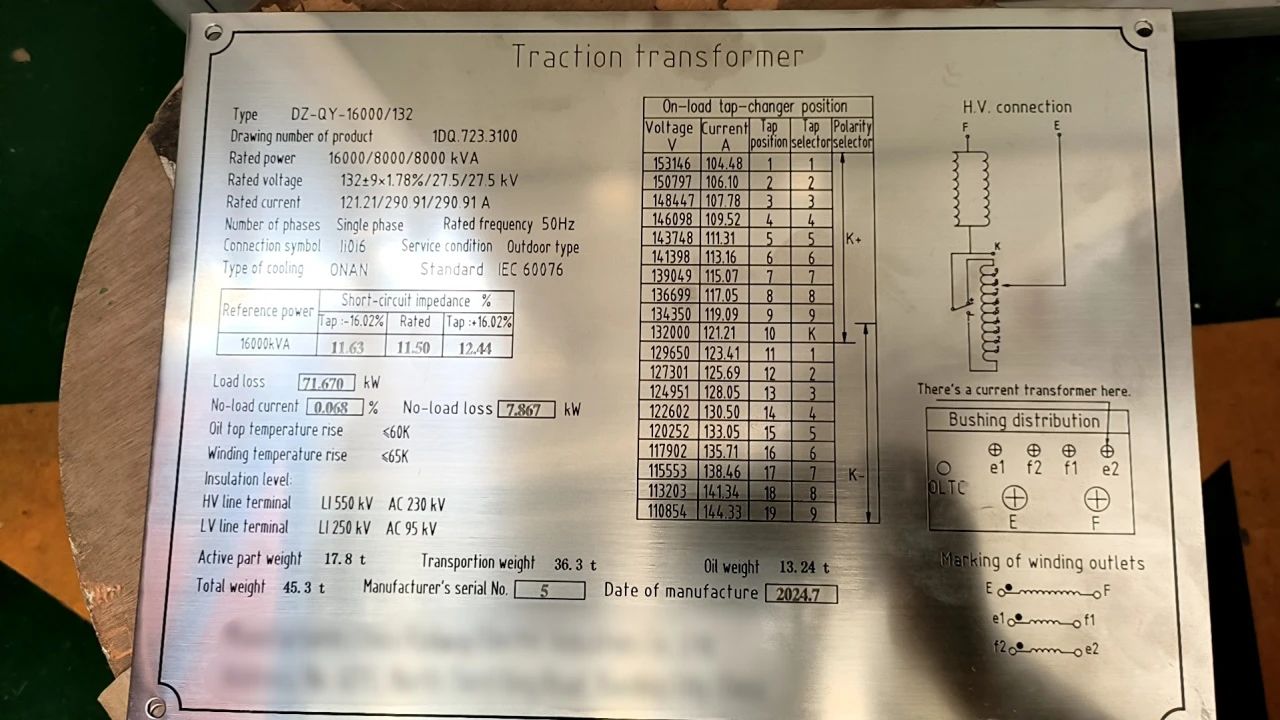 Traction transformer
Type DZ-QY-16000/132
Drawing number of product 1DQ.723.3100
Rated power 16000/8000/8000 kVA
Rated voltage 132±9×1.78%/27.5/27.5 kV
Rated current 121.21/290 91/290 91 A
Number of phases Single phase Rated frequency 50Hz
Connection symbol Ii0i6 Service condition Outdoor type
Type of cooling ONAN Standard IEC 60076
Reference power Short-circuit impedance %
Tap :-16.02% Rated Tap :+16.02%
16000kVA 11.63 11.50 12.44
Load loss 71.670 kW
No-load current 0.068 % No-load loss 7.867 kW
Oil top temperature rise ≤60K
Winding temperature rise ≤65K
Insulation level:
HV line terminal LI 550 kV AC 230 kV
LV line terminal LI 250 kV AC 95 kV
Active part weight 17.8 t Transportion weight 36.3 t Oil weight 13.24 t
Total weight 45.3 t Manufacturer's serial No. 5 Date of manufacture 2024.7
On-load tap-changer position
Voltage V Current A Tap position Tap selector Polarity selector
153146 104.48 1 1
150797 106.10 2 2
148447 107.78 3 3
146098 109.52 4 4
143748 111.31 5 5
K+
141398 113.16 6 6
139049 115.07 7 7
136699 117.05 8 8
134350 119.09 9 9
132000 121.21 10 K
129650 123.41 11 1
127301 125.69 12 2
124951 128.05 13 3
122602 130.50 14 4
120252 133.05 15 5
117902 135.71 16 6
115553 138.46 17 7
K-
113203 141.34 18 8
110854 144.33 19 9
H.V. connection
F E
K
There's a current transformer here.
Bushing distribution
e1 f2 f1 e2
OLTC
E F
Marking of winding outlets
E F
e1 f1
f2 e2